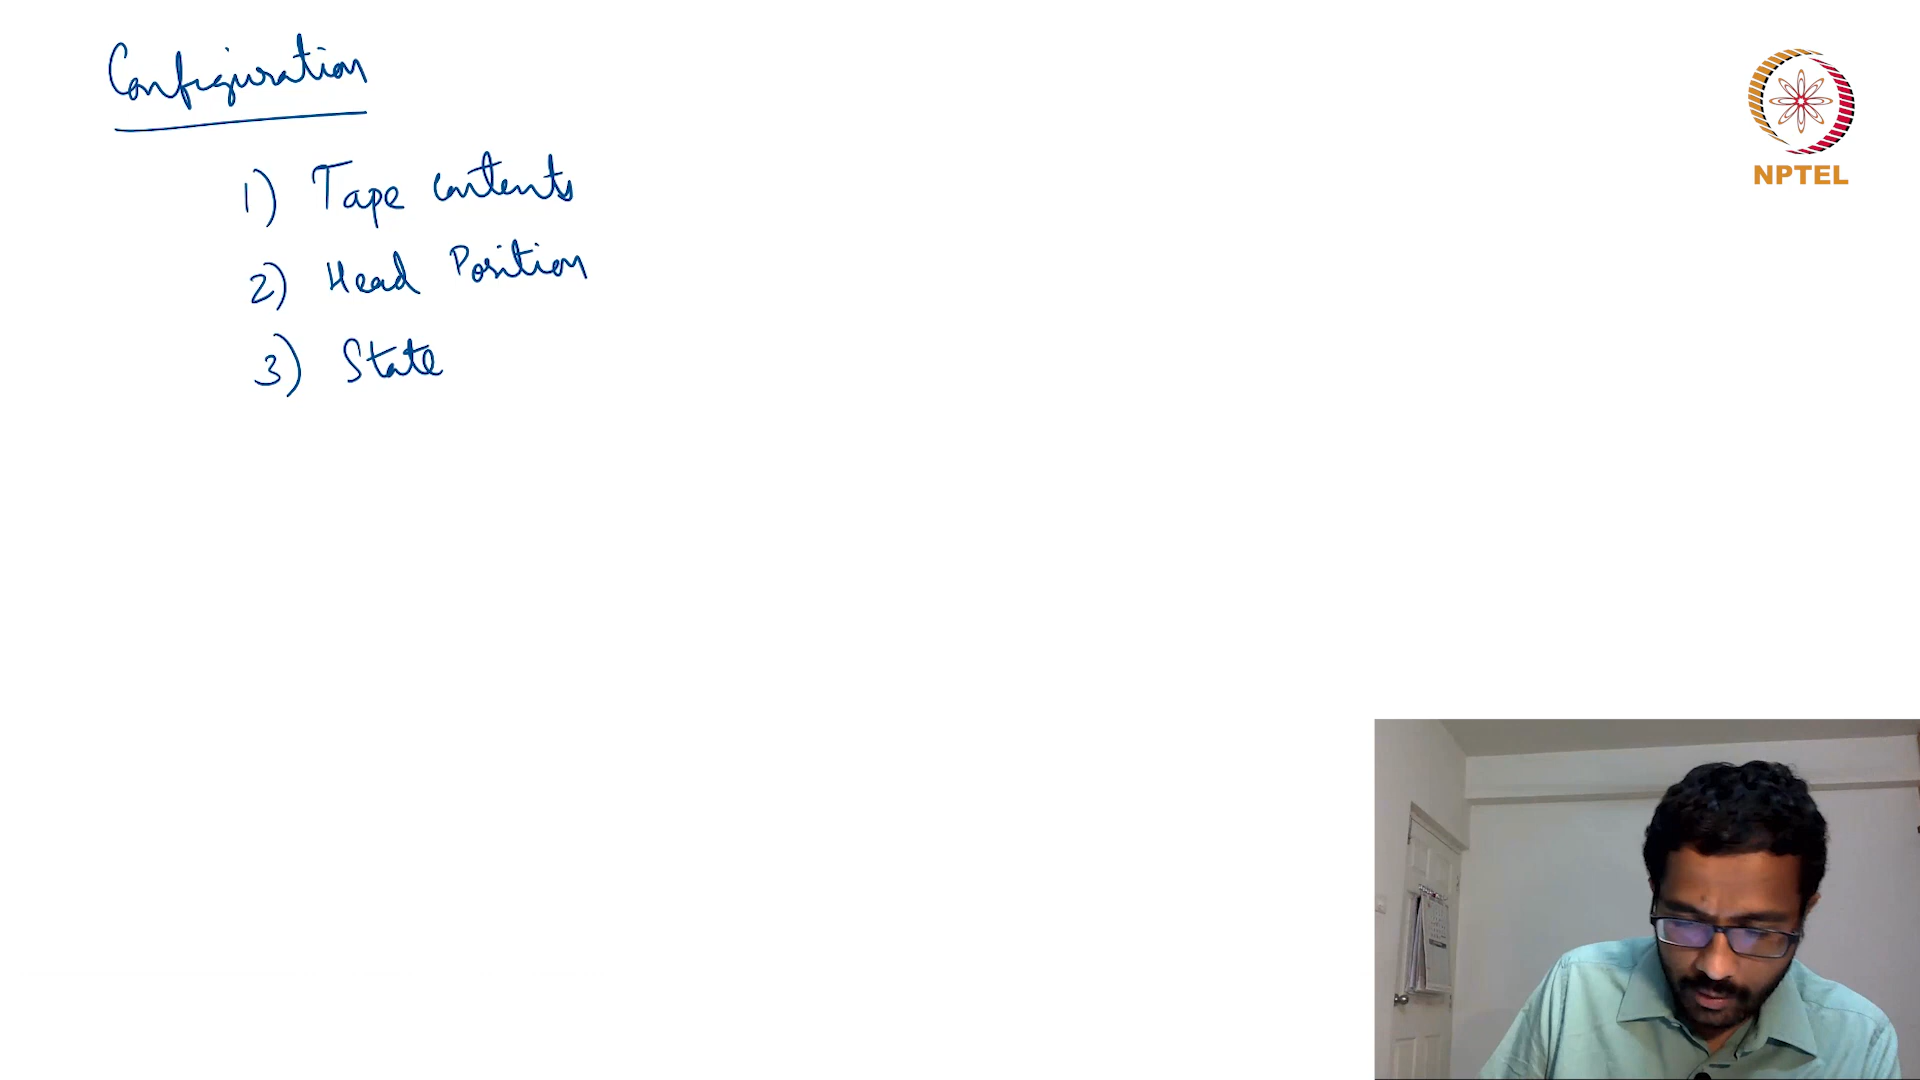 Configuration
1) Tape contents
2) Head Position
3) State
NPTEL